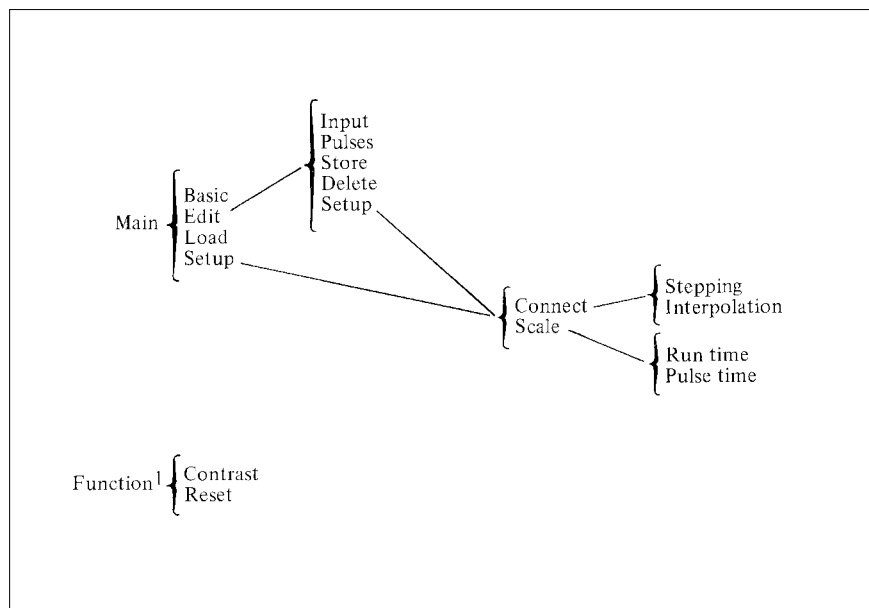 Main
Basic
Edit
Load
Setup
Input
Pulses
Store
Delete
Setup
Connect
Scale
Stepping
Interpolation
Run time
Pulse time
Function1
Contrast
Reset